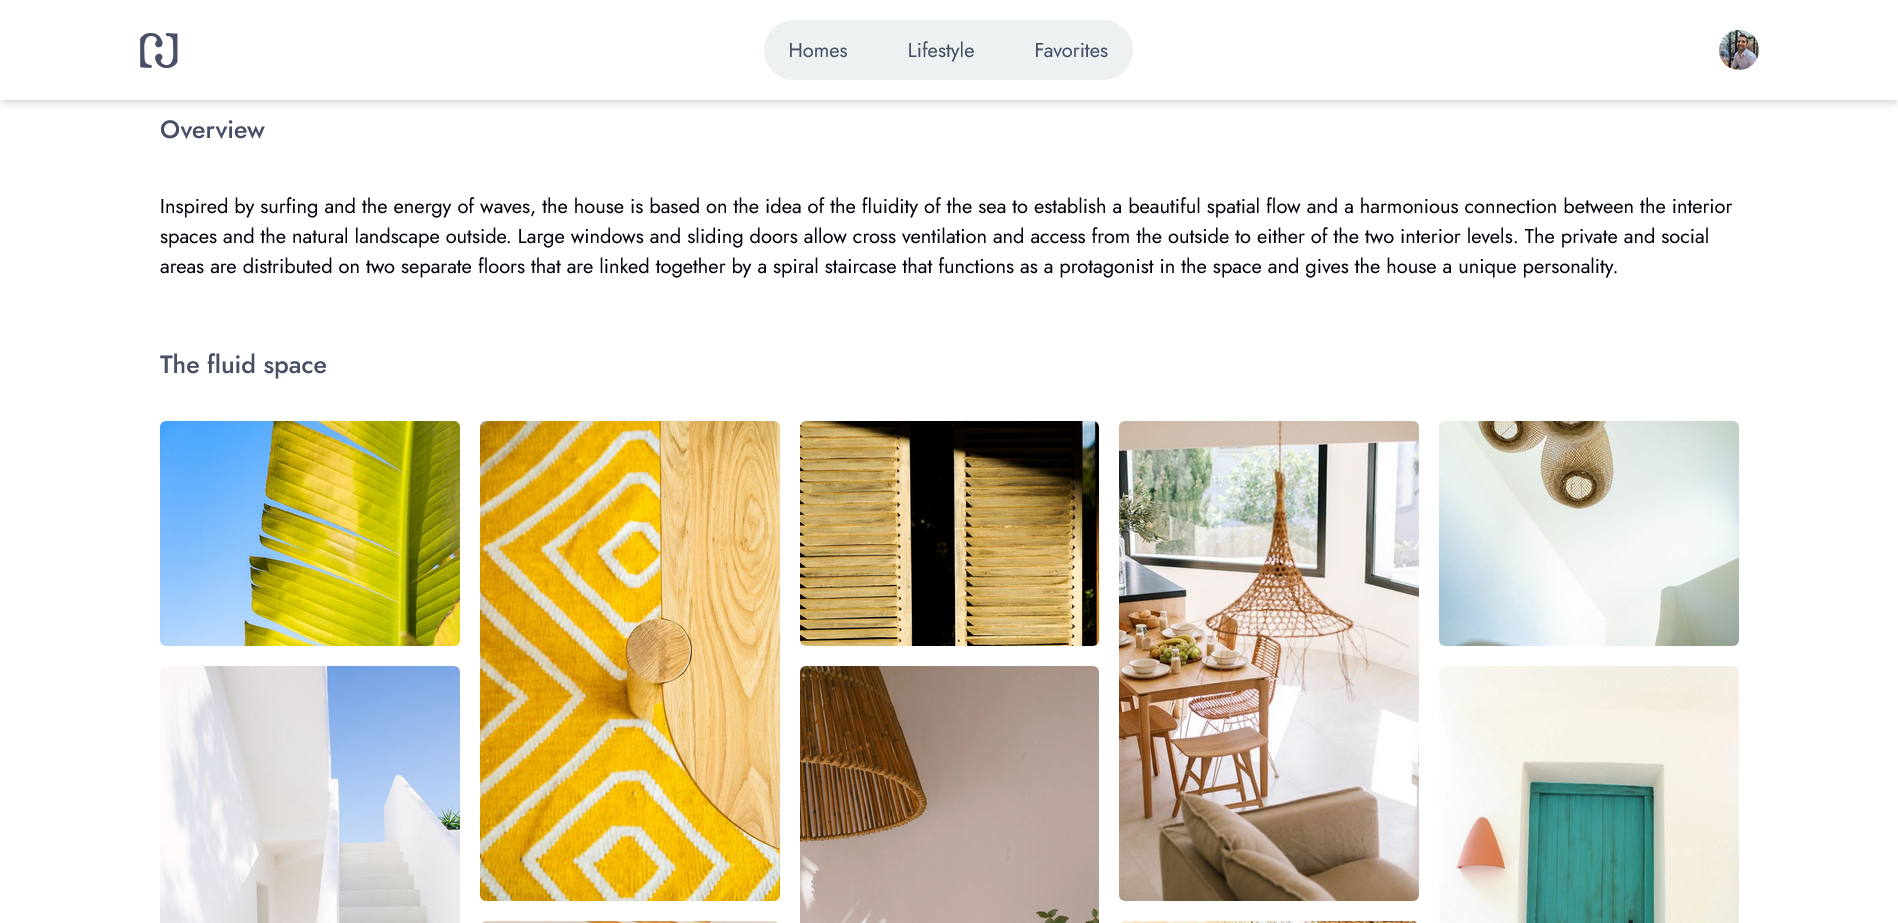 Homes
Lifestyle
Favorites
Overview
Inspired by surfing and the energy of waves, the house is based on the idea of the fluidity of the sea to establish a beautiful spatial flow and a harmonious connection between the interior
spaces and the natural landscape outside. Large windows and sliding doors allow cross ventilation and access from the outside to either of the two interior levels. The private and social
areas are distributed on two separate floors that are linked together by a spiral staircase that functions as a protagonist in the space and gives the house a unique personality.
The fluid space